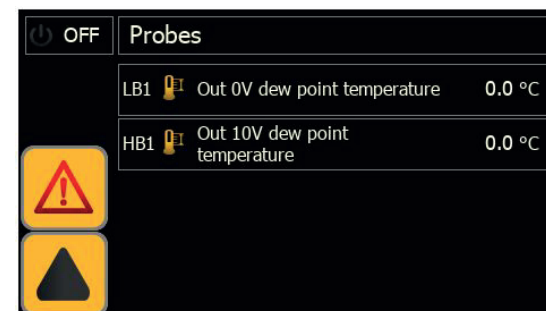 OFF
Probes
LB1 Out 0V dew point temperature 0.0 °C
HB1 Out 10V dew point
temperature 0.0 °C